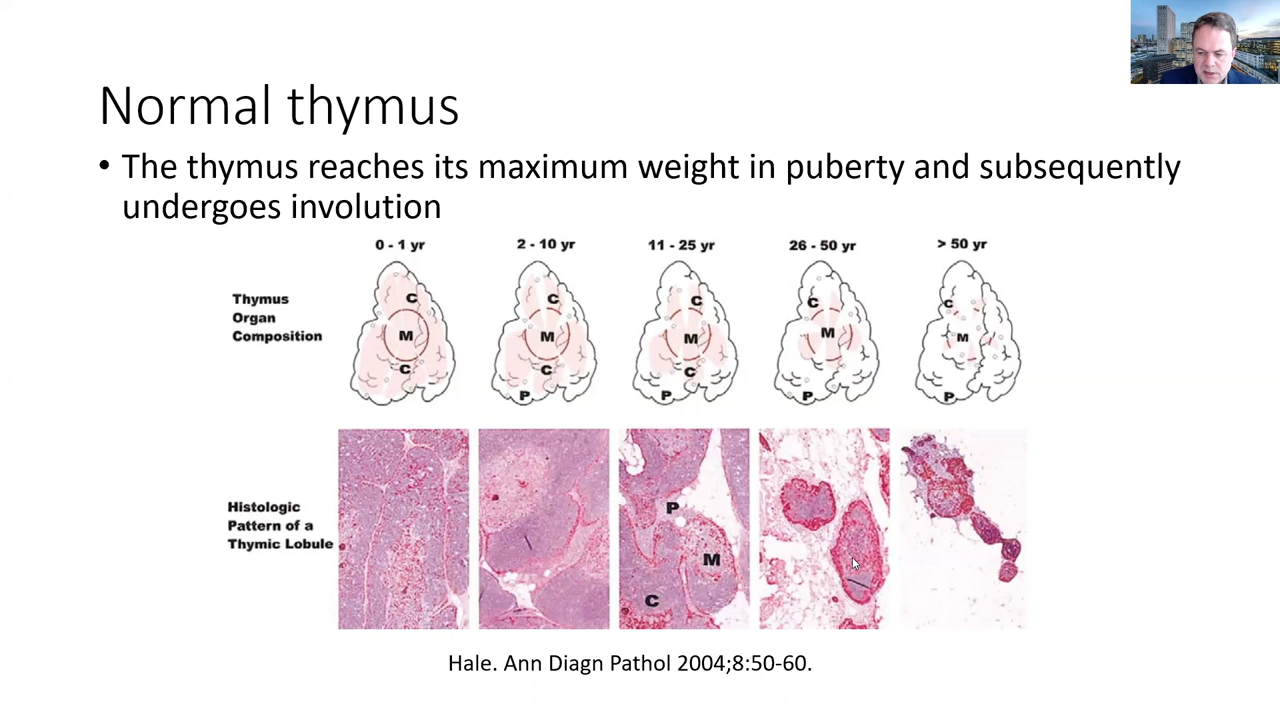 Normal thymus
• The thymus reaches its maximum weight in puberty and subsequently
undergoes involution
0 - 1 yr 2 - 10 yr 11 - 25 yr 26 - 50 yr > 50 yr
Thymus
Organ
Composition
C C C C C
M M M M M
C C C
P P P P
Histologic
Pattern of a
Thymic Lobule
P
M
C
Hale. Ann Diagn Pathol 2004;8:50-60.